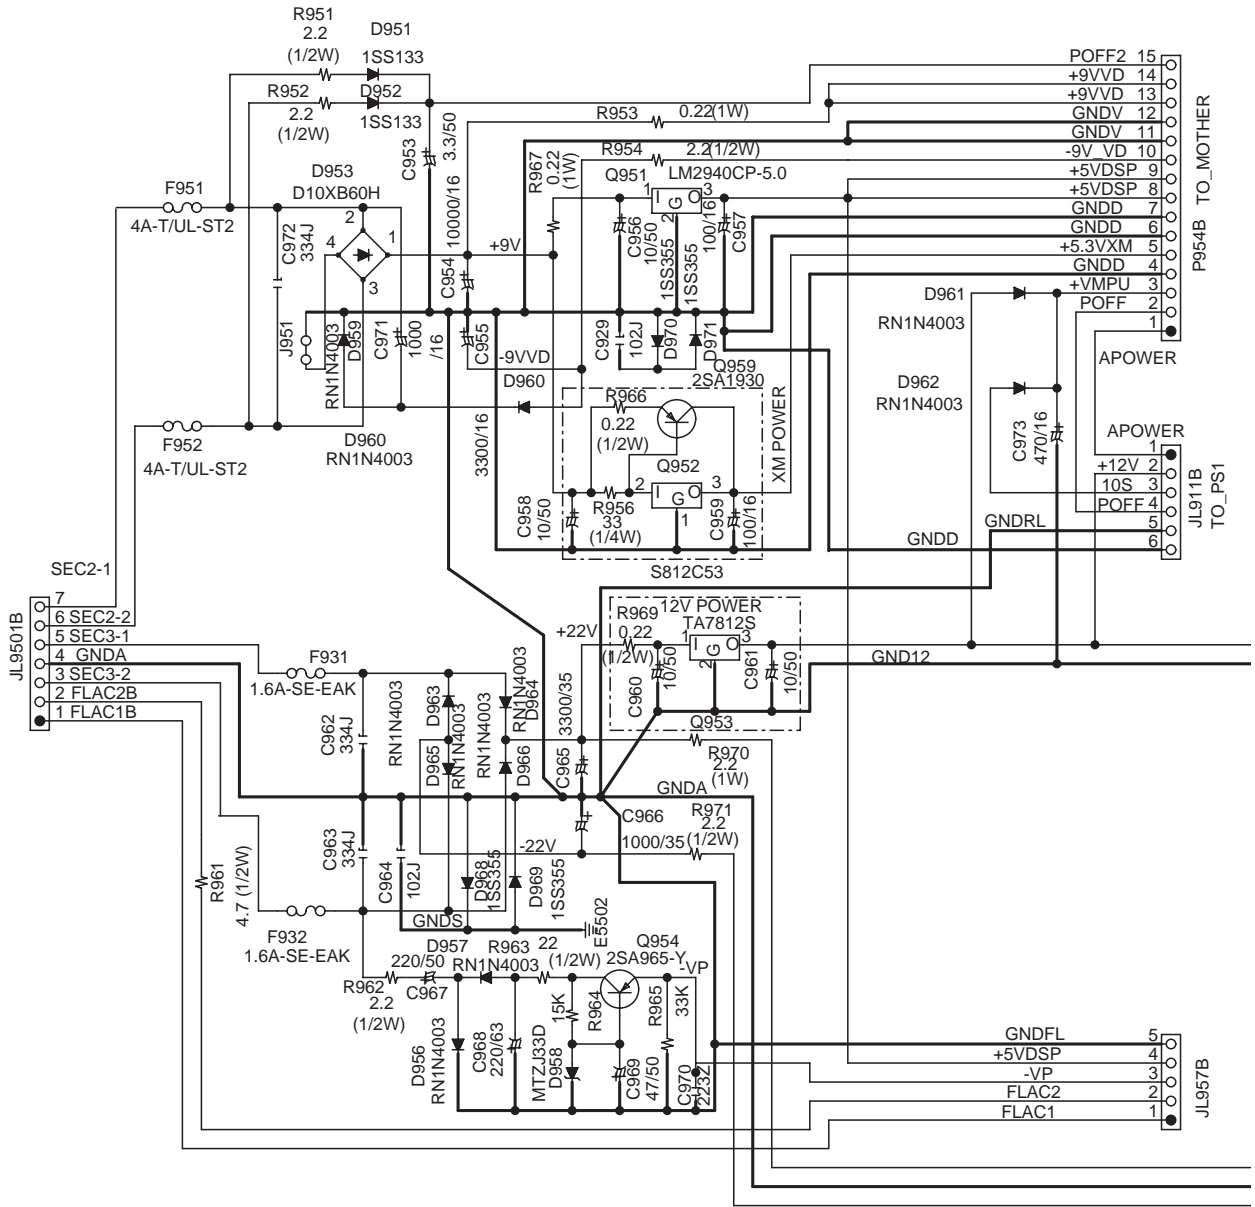 R951
2.2
(1/2W)
D951
1SS133
R952
2.2
(1/2W)
D952
1SS133
C953
3.3/50
D953
D10XB60H
2
4
1
3
F951
4A-T/UL-ST2
C972
334J
J951
RN1N4003
D959
C971
1000
/16
10000/16
C954
C955
+9V
-9VVD
D960
3300/16
F952
4A-T/UL-ST2
D960
RN1N4003
R953
0.22(1W)
R954
2.2(1/2W)
R967
0.22
(1W)
Q951
LM2940CP-5.0
1
I
G
O
3
2
C956
10/50
1SS355
1SS355
100/16
C957
C929
102J
D970
D971
Q959
2SA1930
R966
0.22
(1/2W)
Q952
2
I
G
O
3
1
R956
33
(1/4W)
C958
10/50
C959
100/16
XM POWER
S812C53
POFF2 15
+9VVD 14
+9VVD 13
GNDV 12
GNDV 11
-9V_VD 10
+5VDSP 9
+5VDSP 8
GNDD 7
GNDD 6
+5.3VXM 5
GNDD 4
+VMPU 3
POFF 2
1
APOWER
TO_MOTHER
P954B
D961
RN1N4003
D962
RN1N4003
C973
470/16
APOWER
1
+12V 2
10S 3
POFF 4
GNDRL 5
GNDD 6
JL911B
TO_PS1
SEC2-1
7
6 SEC2-2
5 SEC3-1
4 GNDA
3 SEC3-2
2 FLAC2B
1 FLAC1B
JL9501B
F931
1.6A-SE-EAK
C962
334J
RN1N4003
D963
RN1N4003
D965
RN1N4003
RN1N4003
D964
D966
3300/35
C965
+22V
R969
0.22
(1/2W)
12V POWER
TA7812S
1
I
G
O
3
2
C960
10/50
C961
10/50
Q953
GND12
R970
2.2
(1W)
GNDA
C966
1000/35
R971
2.2
(1/2W)
-22V
C963
334J
C964
102J
D968
1SS355
D969
1SS355
GNDS
E5502
R961
4.7 (1/2W)
F932
1.6A-SE-EAK
R962
2.2
(1/2W)
220/50
C967
D957
RN1N4003
R963
22
(1/2W)
Q954
2SA965-Y
-VP
D956
RN1N4003
C968
220/63
15K
R964
MTZJ33D
D958
C969
47/50
R965
33K
C970
223Z
GNDFL 5
+5VDSP 4
-VP 3
FLAC2 2
FLAC1 1
JL957B